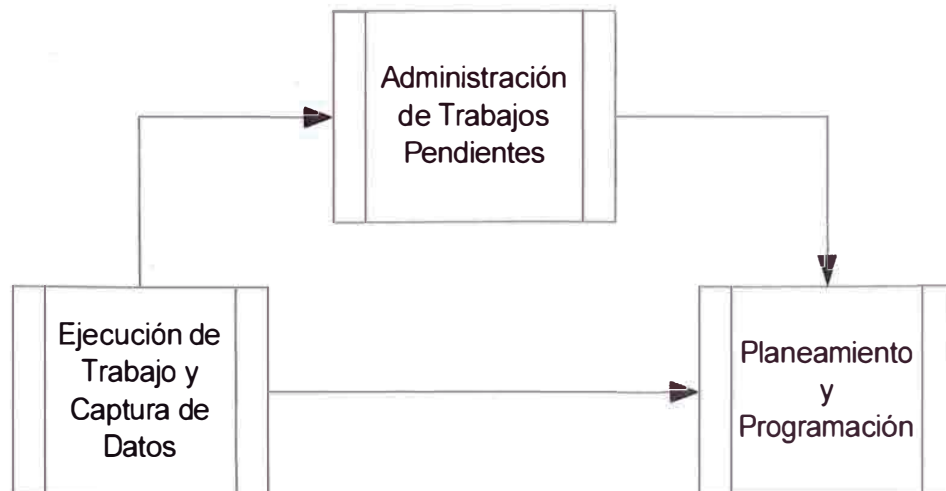 Administración
de Trabajos
Pendientes
Ejecución de
Trabajo y
Captura de
Datos
Planeamiento
y
Programación